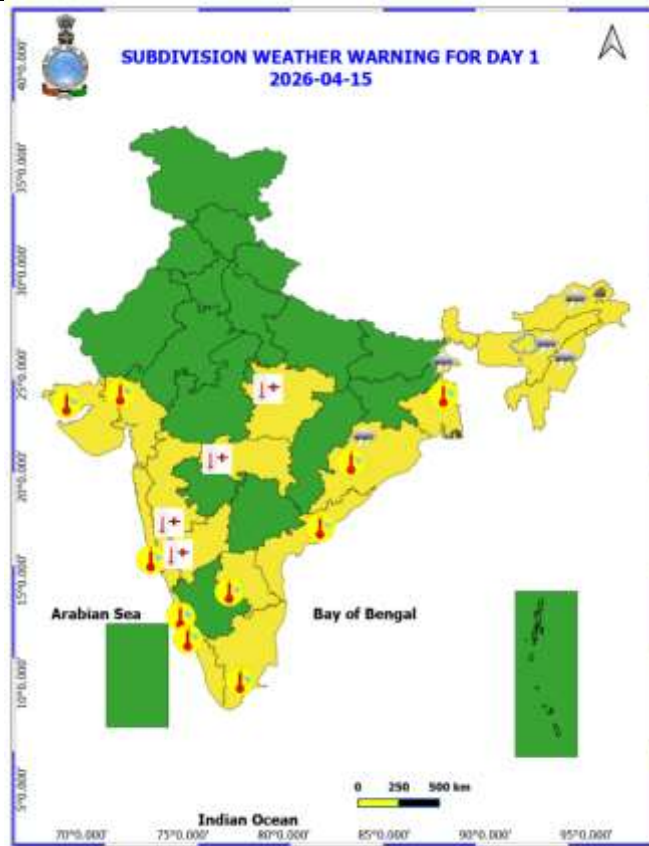 SUBDIVISION WEATHER WARNING FOR DAY 1
2026-04-15
40°0.000'
35°0.000'
30°0.000'
25°0.000'
20°0.000'
15°0.000'
10°0.000'
5°0.000'
Arabian Sea
Bay of Bengal
0 250 500 km
Indian Ocean
70°0.000' 75°0.000' 80°0.000' 85°0.000' 90°0.000' 95°0.000'